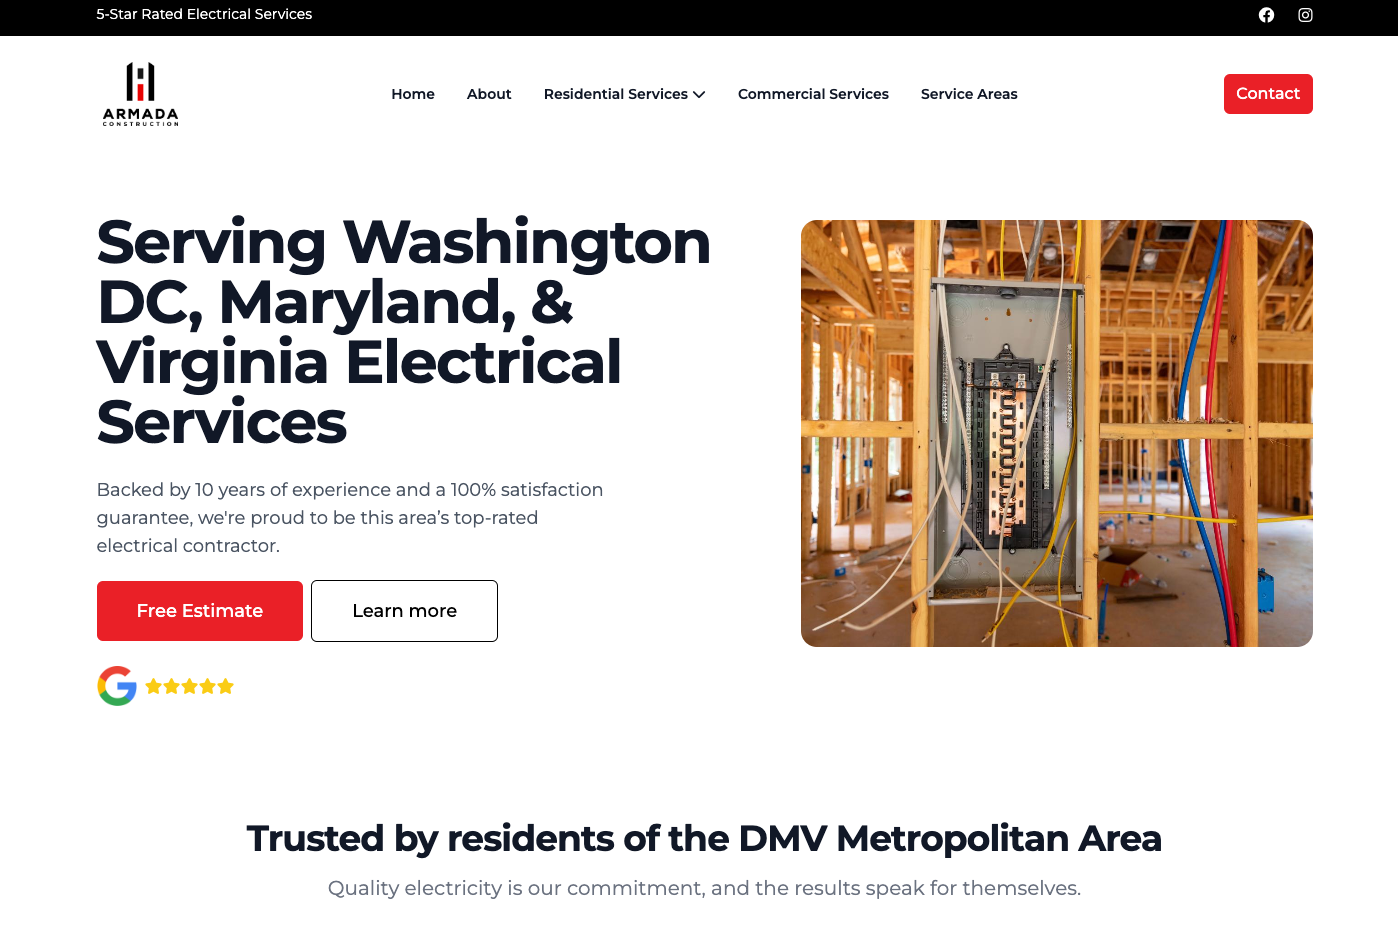 5-Star Rated Electrical Services
ARMADA
CONSTRUCTION
Home About Residential Services Commercial Services Service Areas
Contact
Serving Washington
DC, Maryland, &
Virginia Electrical
Services
Backed by 10 years of experience and a 100% satisfaction
guarantee, we're proud to be this area’s top-rated
electrical contractor.
Free Estimate Learn more
Trusted by residents of the DMV Metropolitan Area
Quality electricity is our commitment, and the results speak for themselves.